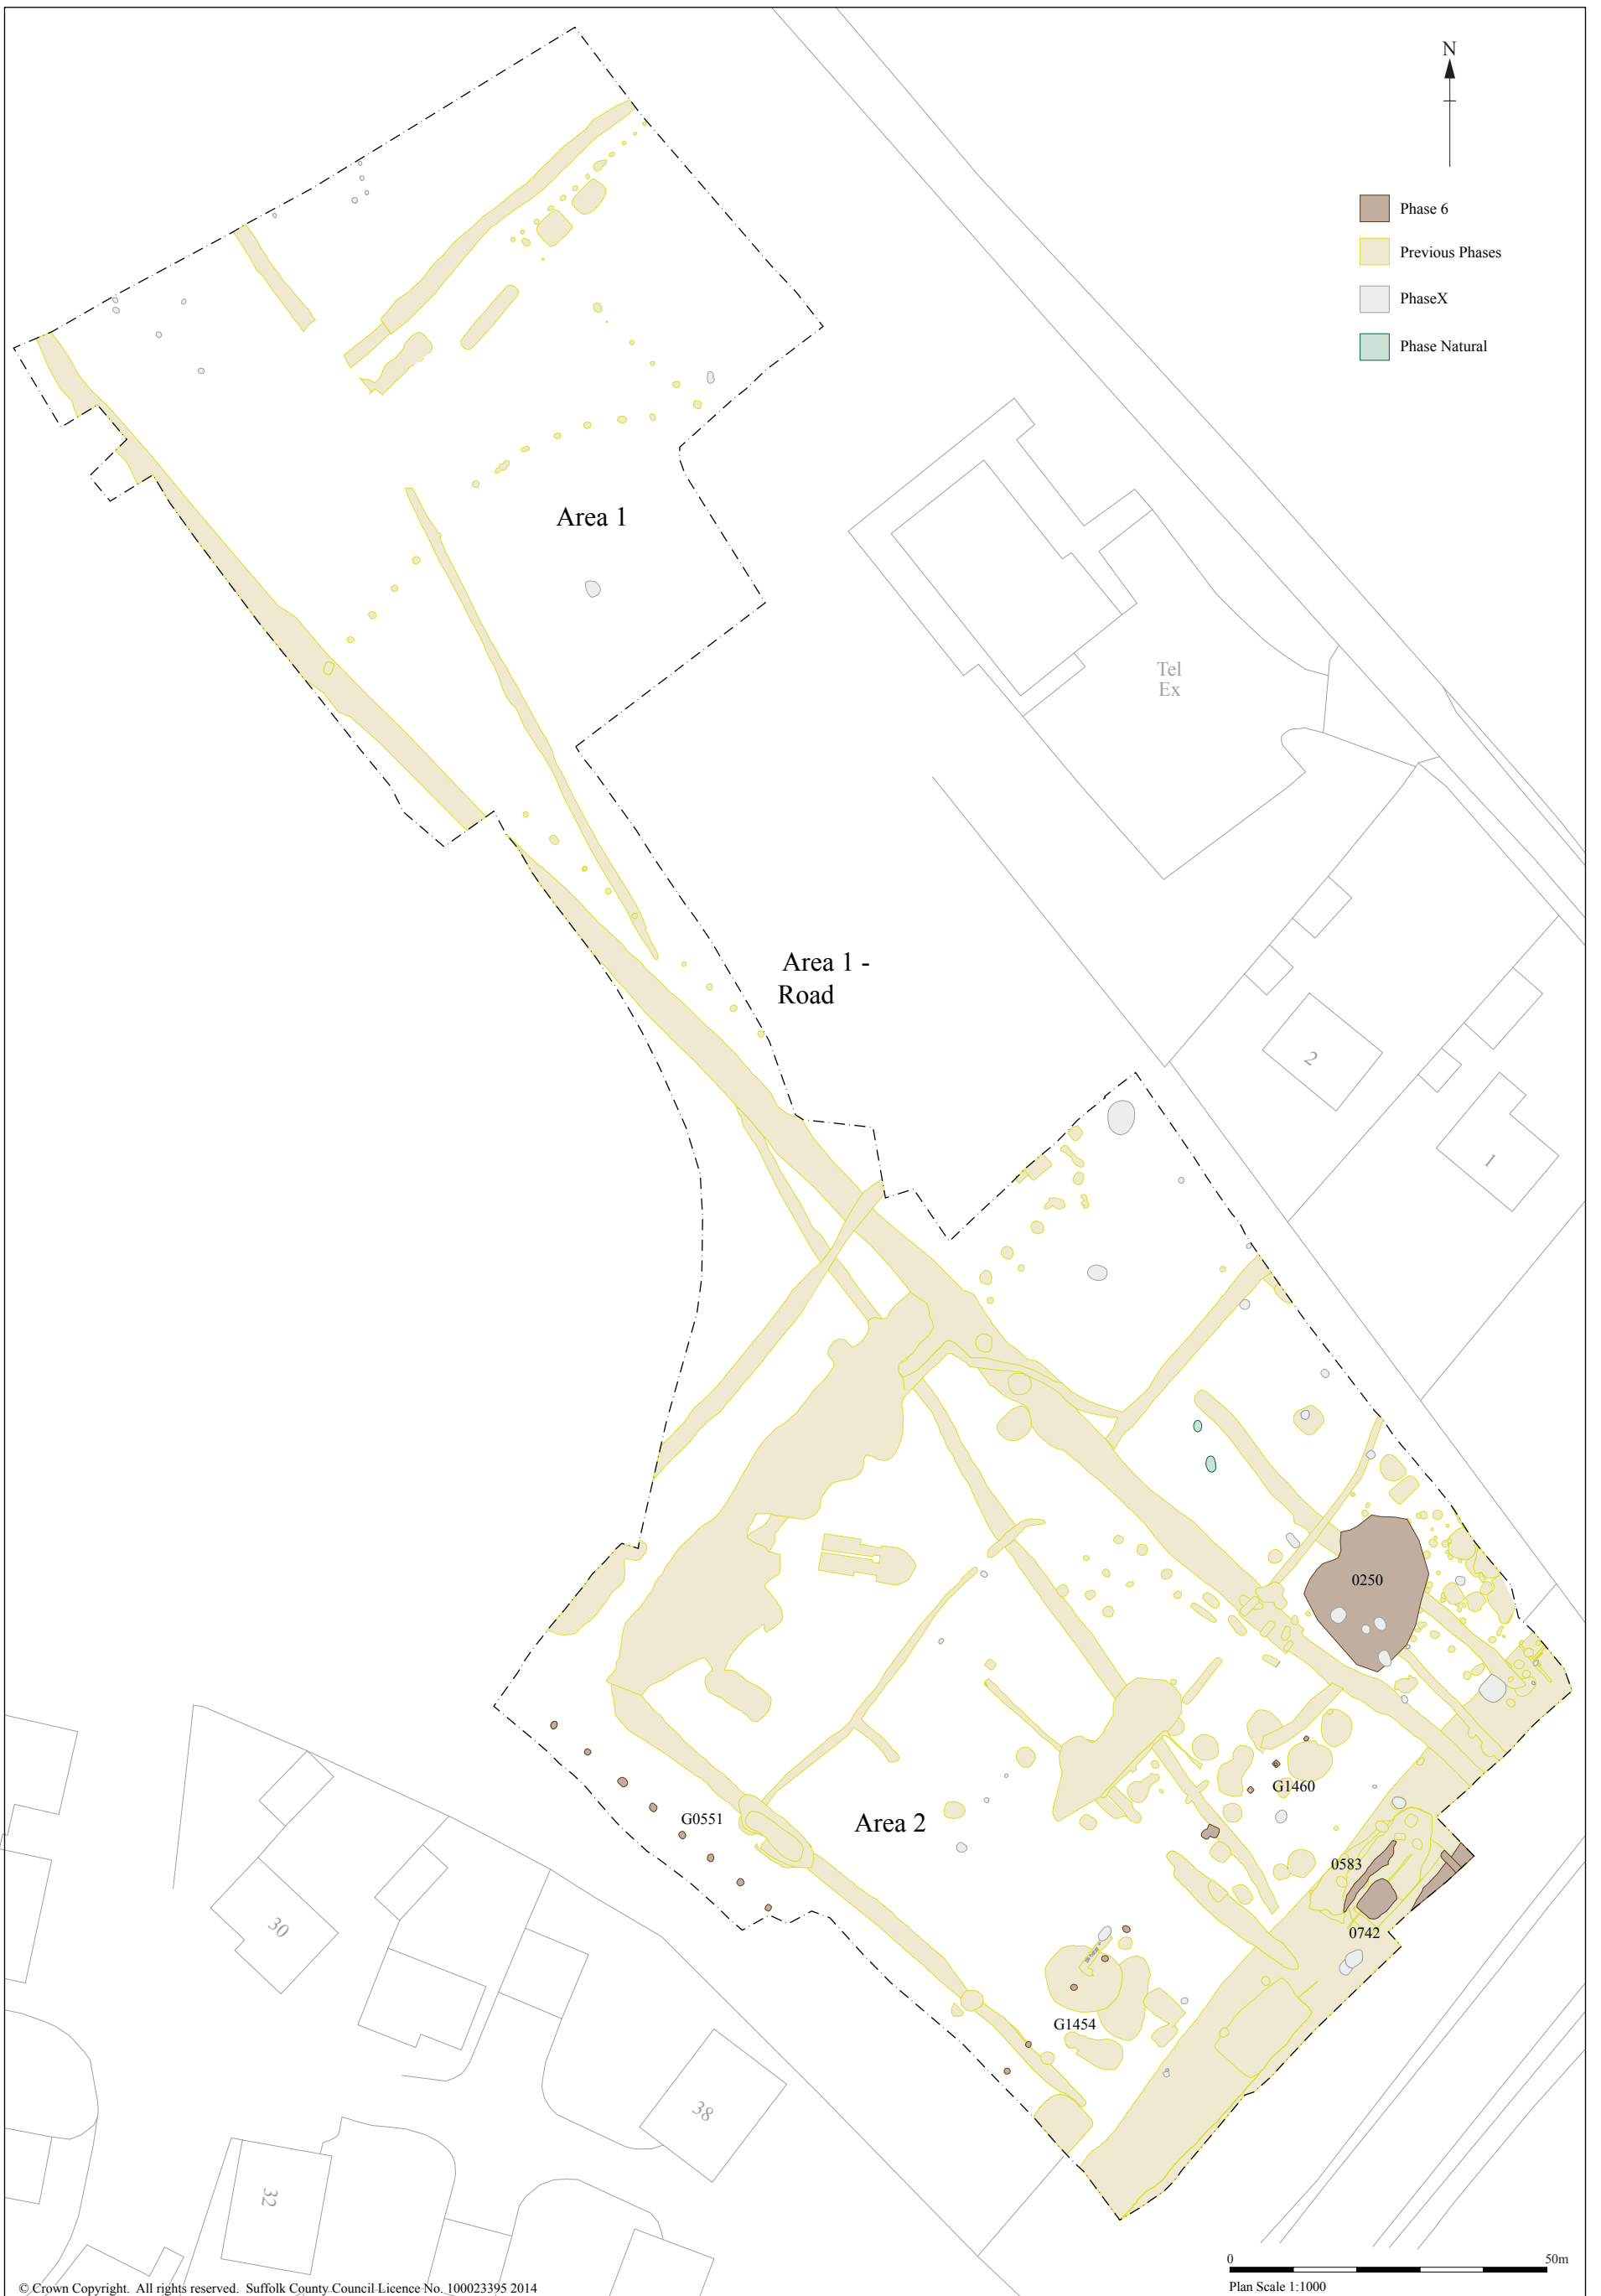 N
Phase 6
Previous Phases
PhaseX
Phase Natural
Area 1
Tel
Ex
Area 1 -
Road
2
1
0250
G0551
Area 2
G1460
0583
0742
G1454
30
38
32
0 50m
Plan Scale 1:1000
© Crown Copyright. All rights reserved. Suffolk County Council Licence No. 100023395 2014